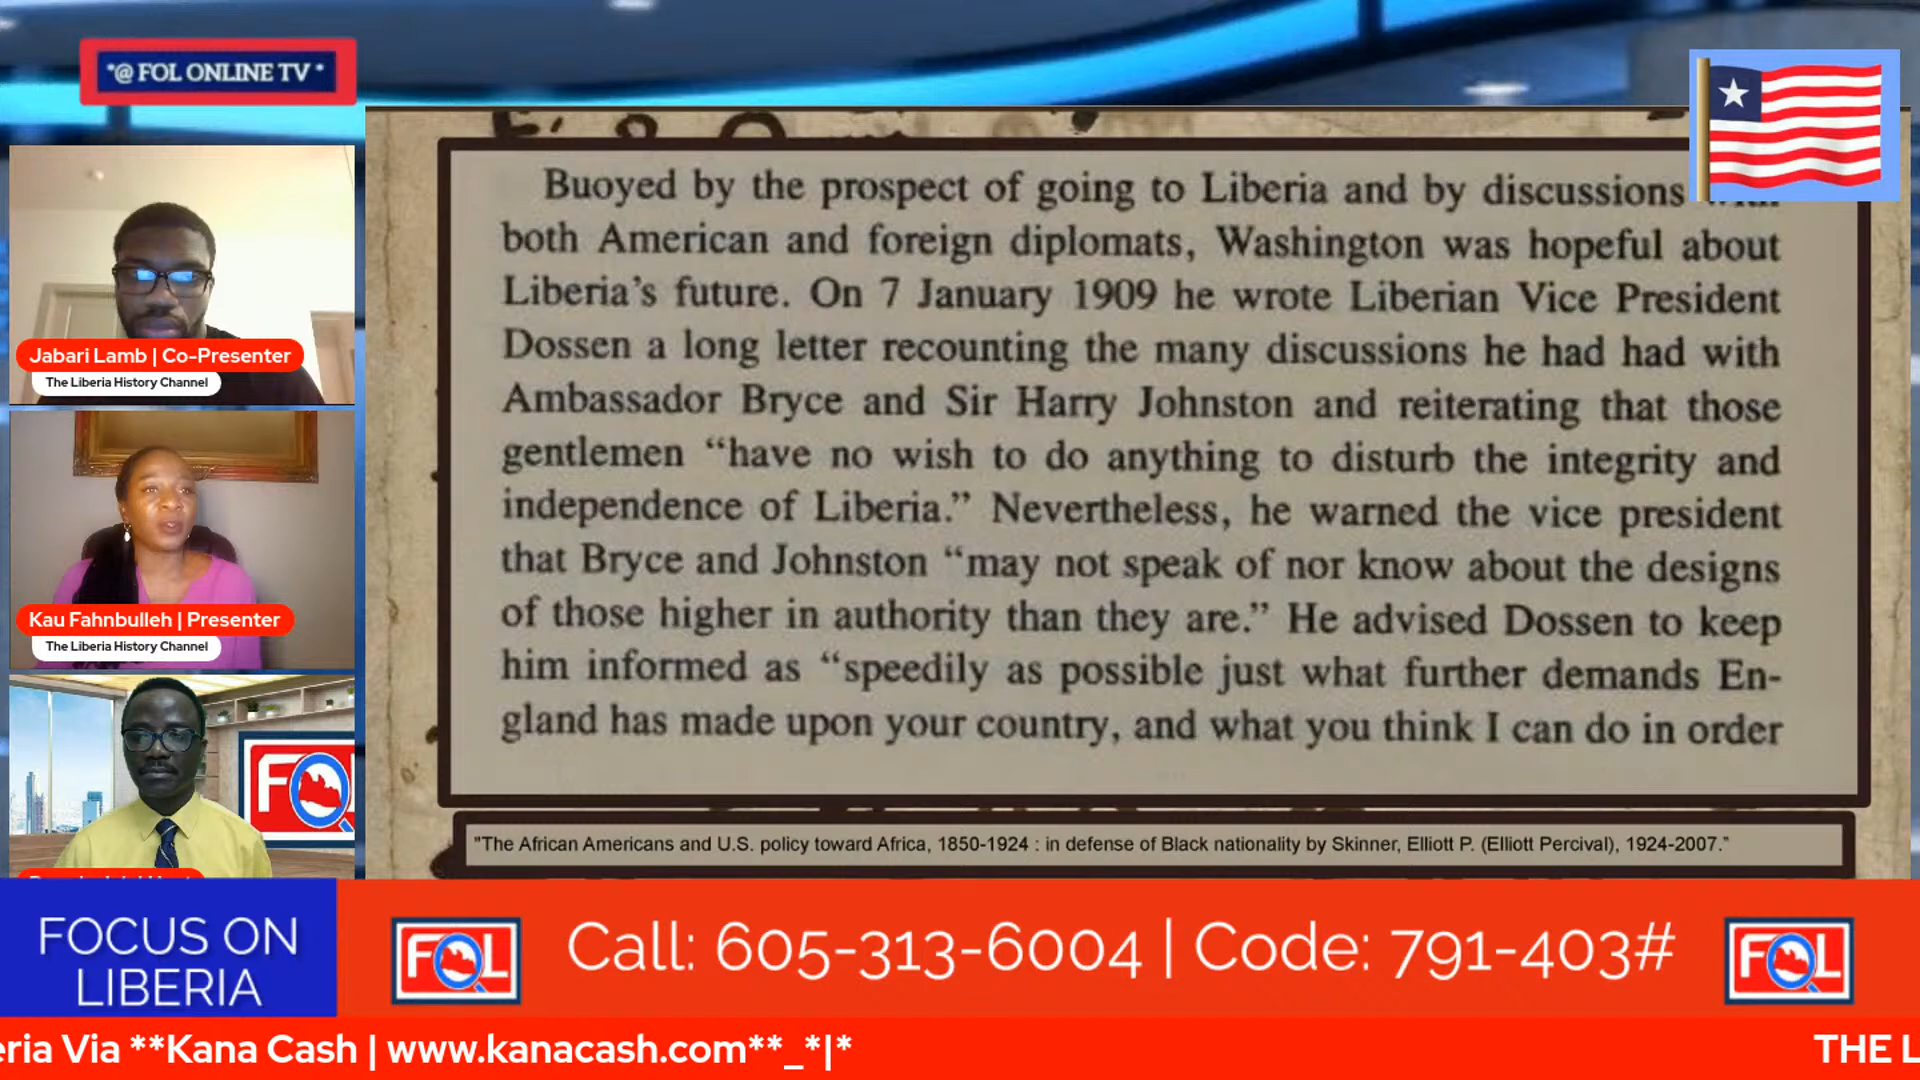 *@ FOL ONLINE TV *
Buoyed by the prospect of going to Liberia and by discussions
both American and foreign diplomats, Washington was hopeful about
Liberia's future. On 7 January 1909 he wrote Liberian Vice President
Dossen a long letter recounting the many discussions he had had with
Ambassador Bryce and Sir Harry Johnston and reiterating that those
gentlemen “have no wish to do anything to disturb the integrity and
independence of Liberia.” Nevertheless, he warned the vice president
that Bryce and Johnston “may not speak of nor know about the designs
of those higher in authority than they are.” He advised Dossen to keep
him informed as “speedily as possible just what further demands En-
gland has made upon your country, and what you think I can do in order
"The African Americans and U.S. policy toward Africa, 1850-1924 : in defense of Black nationality by Skinner, Elliott P. (Elliott Percival), 1924-2007."
Jabari Lamb | Co-Presenter
The Liberia History Channel
Kau Fahnbulleh | Presenter
The Liberia History Channel
FOL
FOCUS ON
LIBERIA
FOL
Call: 605-313-6004 | Code: 791-403#
FOL
eria Via **Kana Cash | www.kanacash.com**_*|*
THE L